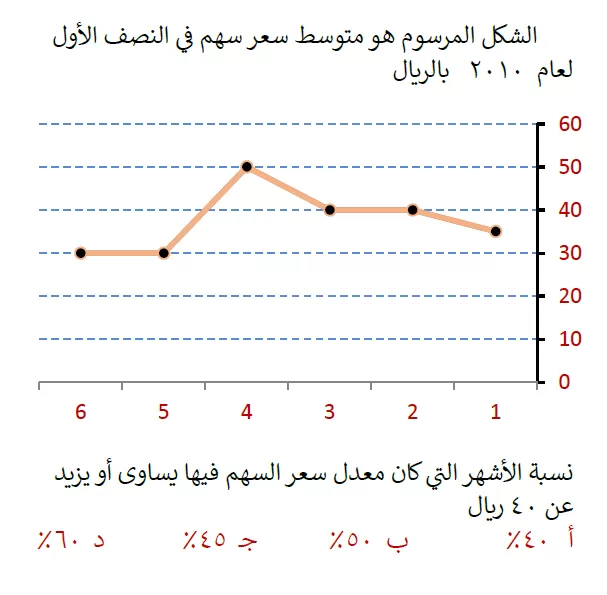 الشكل المرسوم هو متوسط سعر سهم في النصف الأول
لعام ٢٠١٠ بالريال
60
50
40
30
20
10
0
6 5 4 3 2 1
نسبة الأشهر التي كان معدل سعر السهم فيها يساوى أو يزيد
عن ٤٠ ريال
أ ٤٠٪ ب ٥٠٪ جـ ٤٥٪ د ٦٠٪